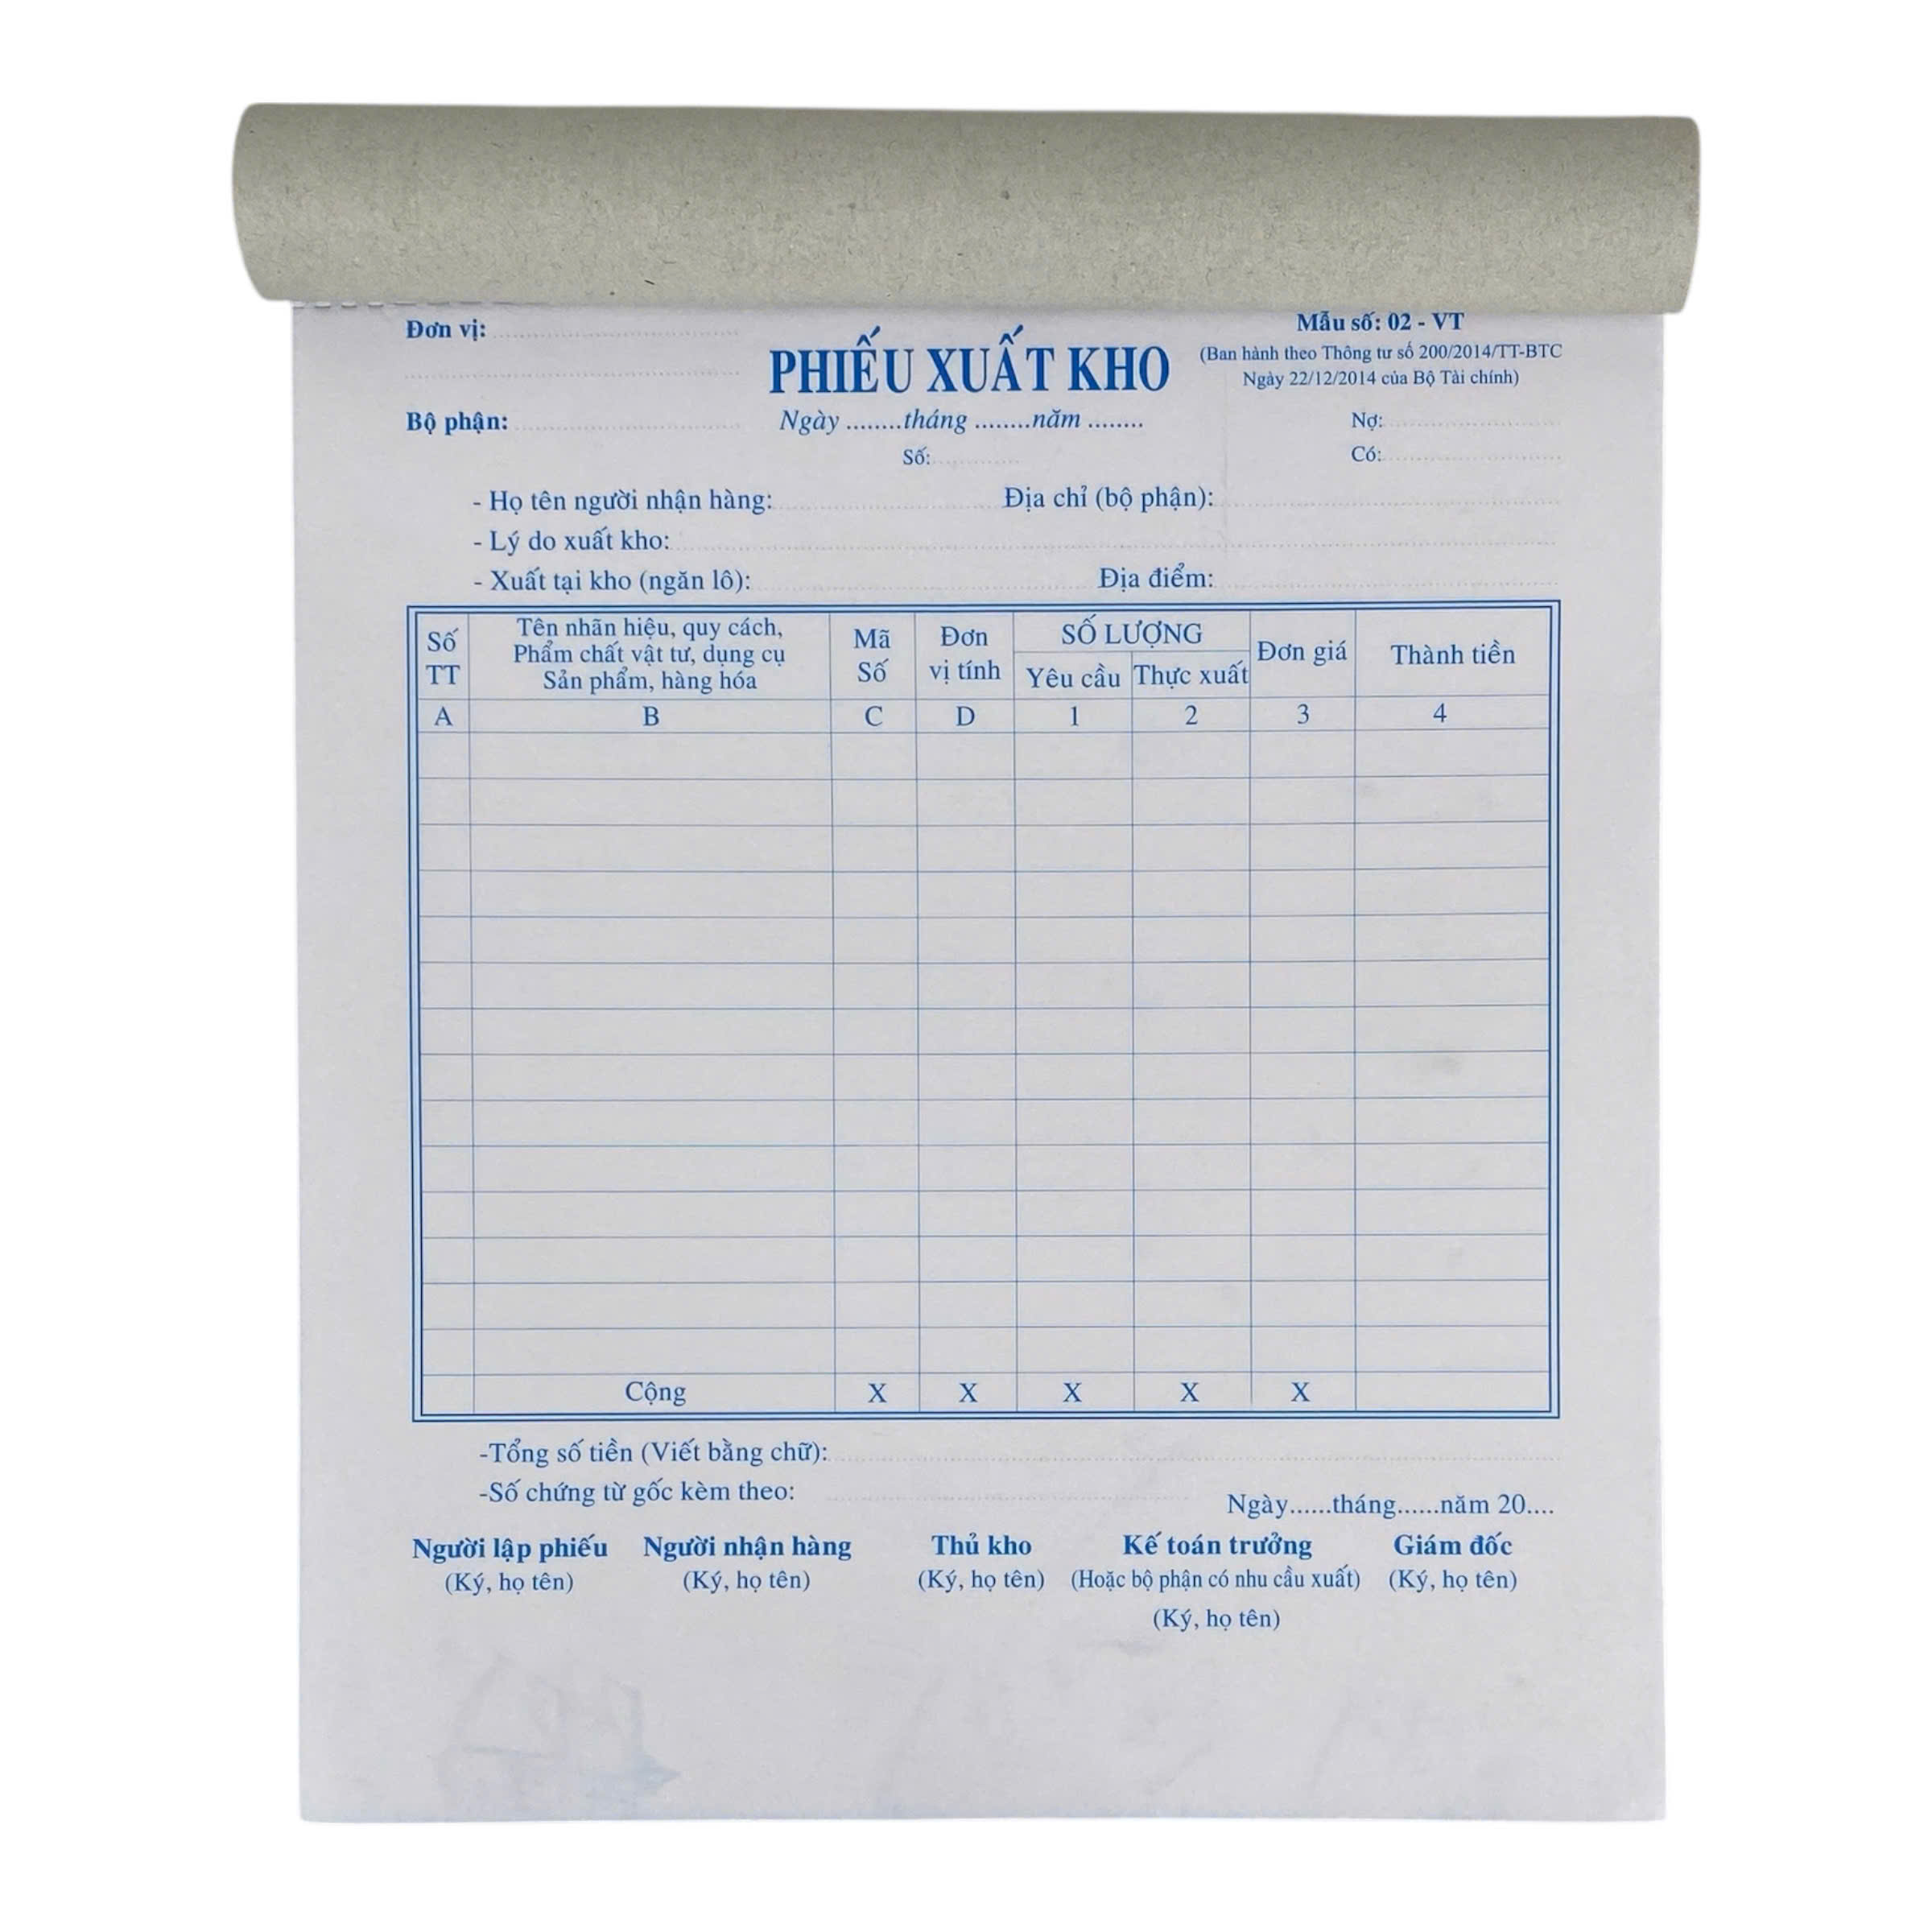 Đơn vị: ........................
Mẫu số: 02 - VT
PHIẾU XUẤT KHO
(Ban hành theo Thông tư số 200/2014/TT-BTC
Ngày 22/12/2014 của Bộ Tài chính)
Bộ phận: ........................
Ngày ........tháng ........năm ........
Nợ:........................
Số:................
Có:........................
- Họ tên người nhận hàng:........................ Địa chỉ (bộ phận):........................
- Lý do xuất kho:........................
- Xuất tại kho (ngăn lô):........................ Địa điểm:........................
Số TT
Tên nhãn hiệu, quy cách,
Phẩm chất vật tư, dụng cụ
Sản phẩm, hàng hóa
Mã Số
Đơn vị tính
SỐ LƯỢNG
Yêu cầu Thực xuất
Đơn giá
Thành tiền
A B C D 1 2 3 4
Cộng X X X X X
-Tổng số tiền (Viết bằng chữ):........................
-Số chứng từ gốc kèm theo: ........................
Ngày......tháng......năm 20....
Người lập phiếu Người nhận hàng Thủ kho Kế toán trưởng Giám đốc
(Ký, họ tên) (Ký, họ tên) (Ký, họ tên) (Hoặc bộ phận có nhu cầu xuất) (Ký, họ tên)
(Ký, họ tên)